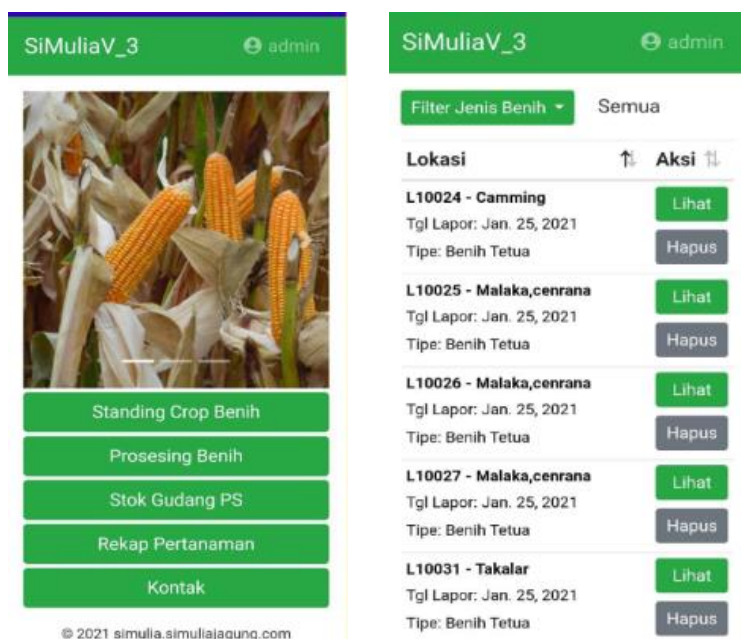 SiMuliaV_3 admin
Standing Crop Benih
Prosesing Benih
Stok Gudang PS
Rekap Pertanaman
Kontak
© 2021 simulia.simuliajagung.com
SiMuliaV_3 admin
Filter Jenis Benih Semua
Lokasi Aksi
L10024 - Camming
Lihat
Tgl Lapor: Jan. 25, 2021
Tipe: Benih Tetua
Hapus
L10025 - Malaka,cenrana
Lihat
Tgl Lapor: Jan. 25, 2021
Tipe: Benih Tetua
Hapus
L10026 - Malaka,cenrana
Lihat
Tgl Lapor: Jan. 25, 2021
Tipe: Benih Tetua
Hapus
L10027 - Malaka,cenrana
Lihat
Tgl Lapor: Jan. 25, 2021
Tipe: Benih Tetua
Hapus
L10031 - Takalar
Lihat
Tgl Lapor: Jan. 25, 2021
Tipe: Benih Tetua
Hapus